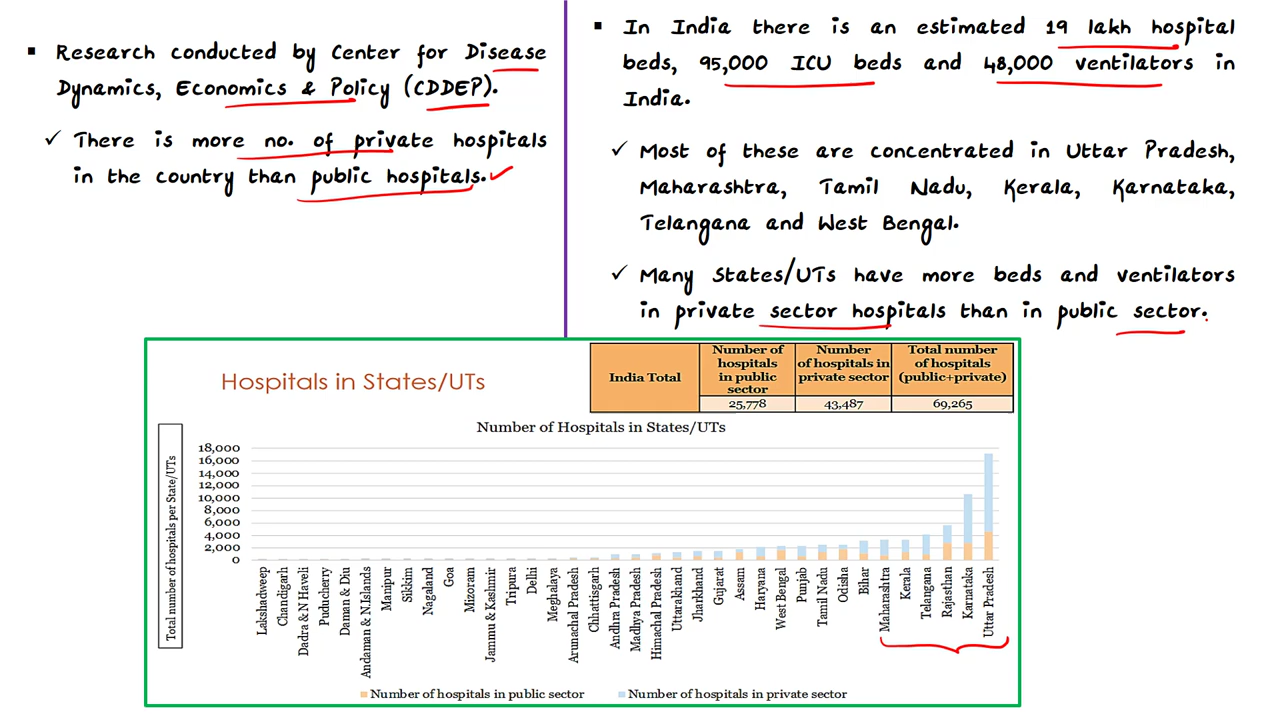 ▪ Research conducted by Center for Disease
Dynamics, Economics & Policy (CDDEP).
✓ There is more no. of private hospitals
in the country than public hospitals.
▪ In India there is an estimated 19 lakh hospital
beds, 95,000 ICU beds and 48,000 ventilators in
India.
✓ Most of these are concentrated in Uttar Pradesh,
Maharashtra, Tamil Nadu, Kerala, Karnataka,
Telangana and West Bengal.
✓ Many States/UTs have more beds and ventilators
in private sector hospitals than in public sector.
Hospitals in States/UTs
India Total
Number of
hospitals
in public
sector
Number
of hospitals in
private sector
Total number
of hospitals
(public+private)
25,778 43,487 69,265
Number of Hospitals in States/UTs
Total number of hospitals per State/UTs
18,000
16,000
14,000
12,000
10,000
8,000
6,000
4,000
2,000
0
Lakshadweep
Chandigarh
Dadra & N Haveli
Puducherry
Daman & Diu
Andaman & N.Islands
Manipur
Sikkim
Nagaland
Goa
Mizoram
Jammu & Kashmir
Tripura
Delhi
Meghalaya
Arunachal Pradesh
Chhattisgarh
Andhra Pradesh
Madhya Pradesh
Himachal Pradesh
Uttarakhand
Jharkhand
Gujarat
Assam
Haryana
West Bengal
Punjab
Tamil Nadu
Odisha
Bihar
Maharashtra
Kerala
Telangana
Rajasthan
Karnataka
Uttar Pradesh
Number of hospitals in public sector
Number of hospitals in private sector